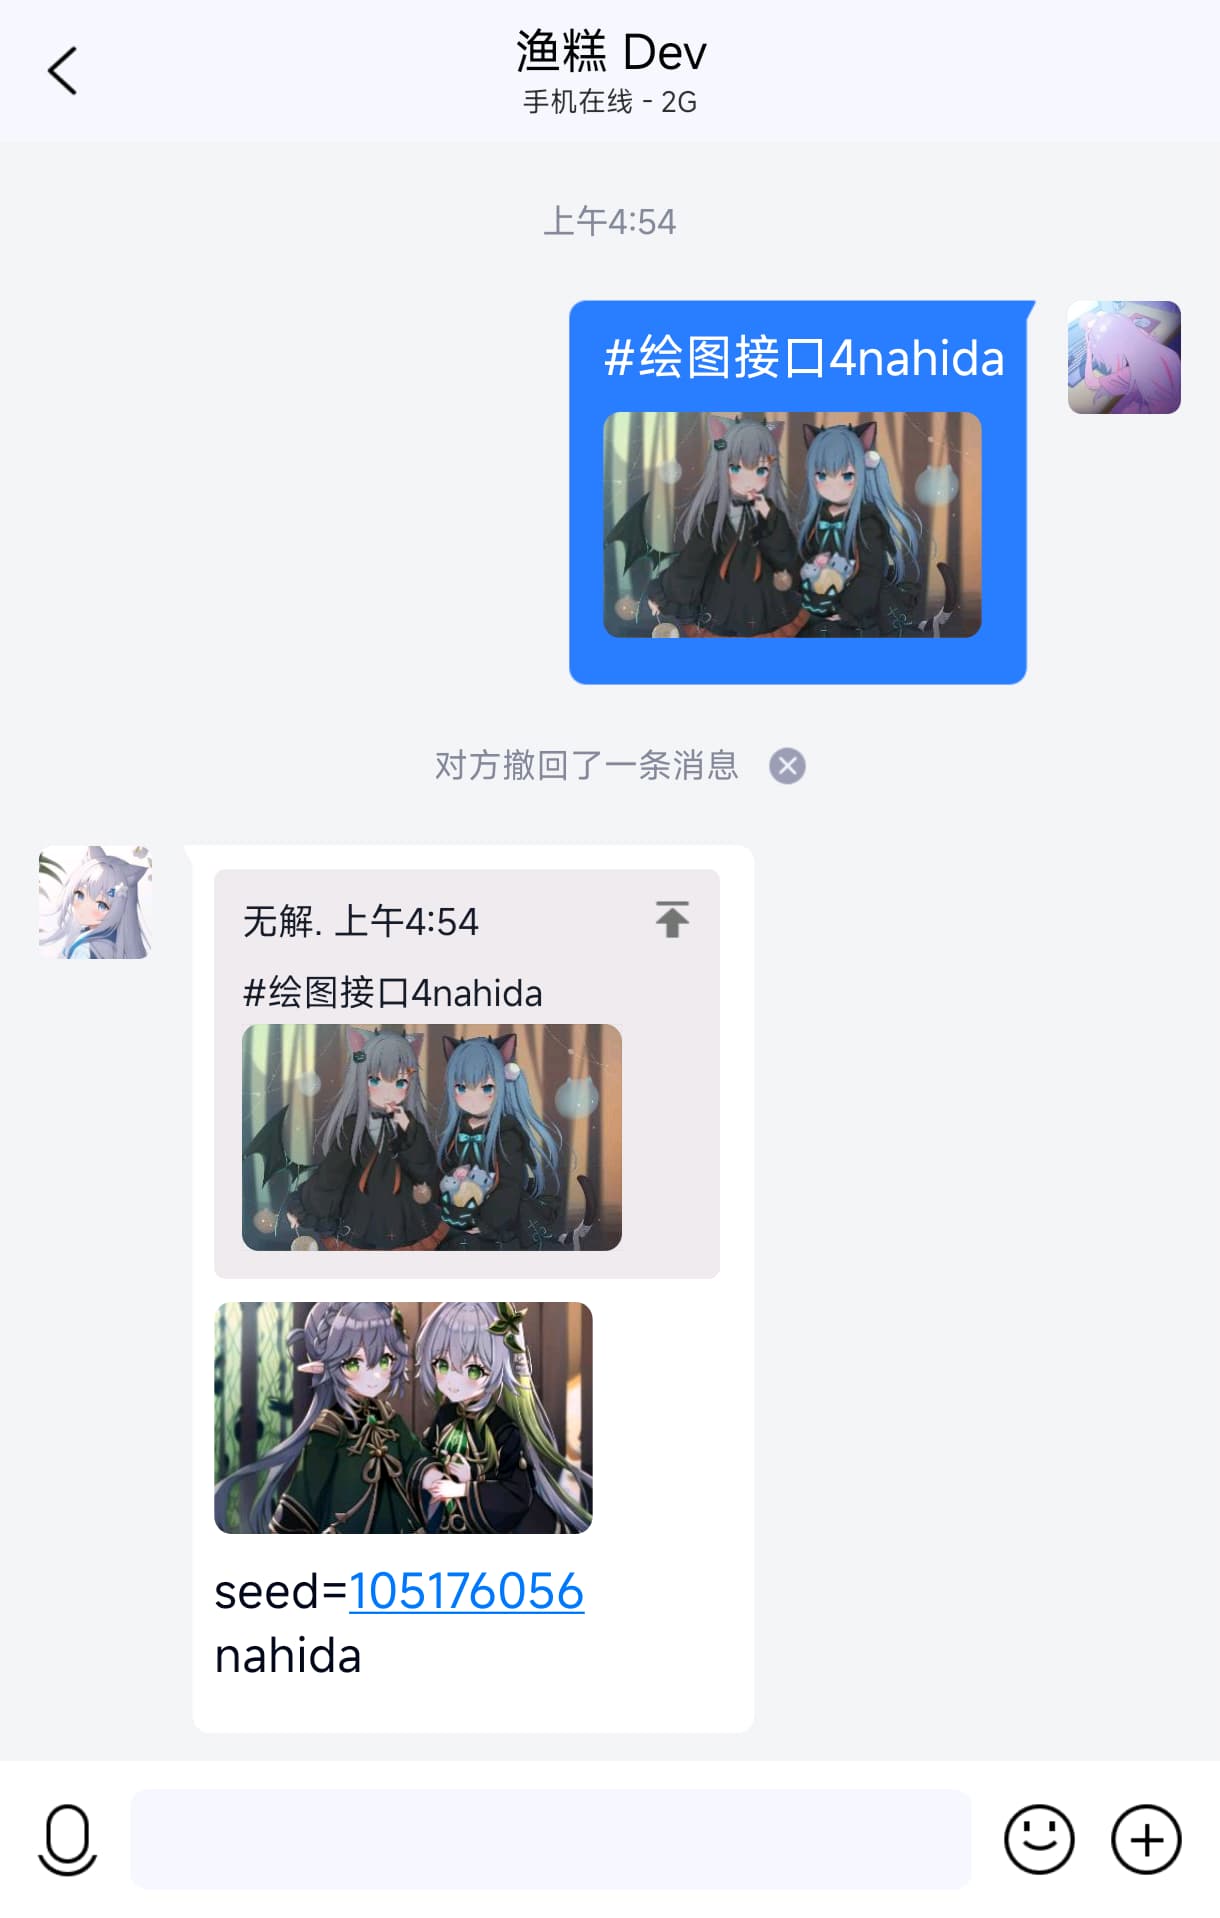 渔糕 Dev
手机在线 - 2G
上午4:54
#绘图接口4nahida
对方撤回了一条消息
无解. 上午4:54
#绘图接口4nahida
seed=105176056
nahida